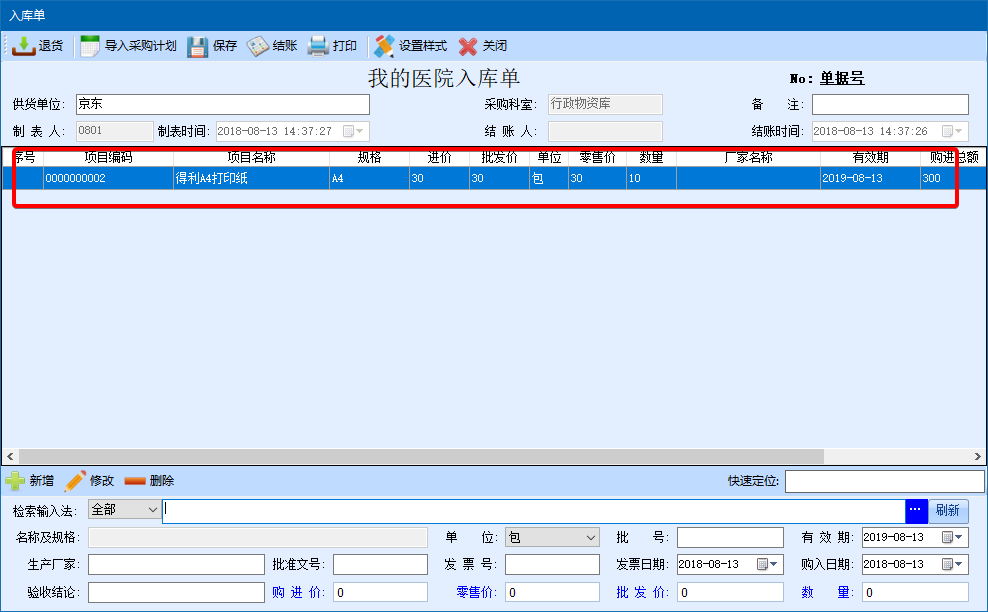 入库单
退货 导入采购计划 保存 结账 打印 设置样式 关闭
我的医院入库单 No: 单据号
供货单位: 京东 采购科室: 行政物资库 备 注:
制 表 人: 0801 制表时间: 2018-08-13 14:37:27 结 账 人: 结账时间: 2018-08-13 14:37:26
序号 项目编码 项目名称 规格 进价 批发价 单位 零售价 数量 厂家名称 有效期 购进总额
0000000002 得利A4打印纸 A4 30 30 包 30 10 2019-08-13 300
新增 修改 删除 快速定位:
检索输入法: 全部 ... 刷新
名称及规格: 单 位: 包 批 号: 有 效 期: 2019-08-13
生产厂家: 批准文号: 发 票 号: 发票日期: 2018-08-13 购入日期: 2018-08-13
验收结论: 购 进 价: 0 零售价: 0 批 发 价: 0 数 量: 0